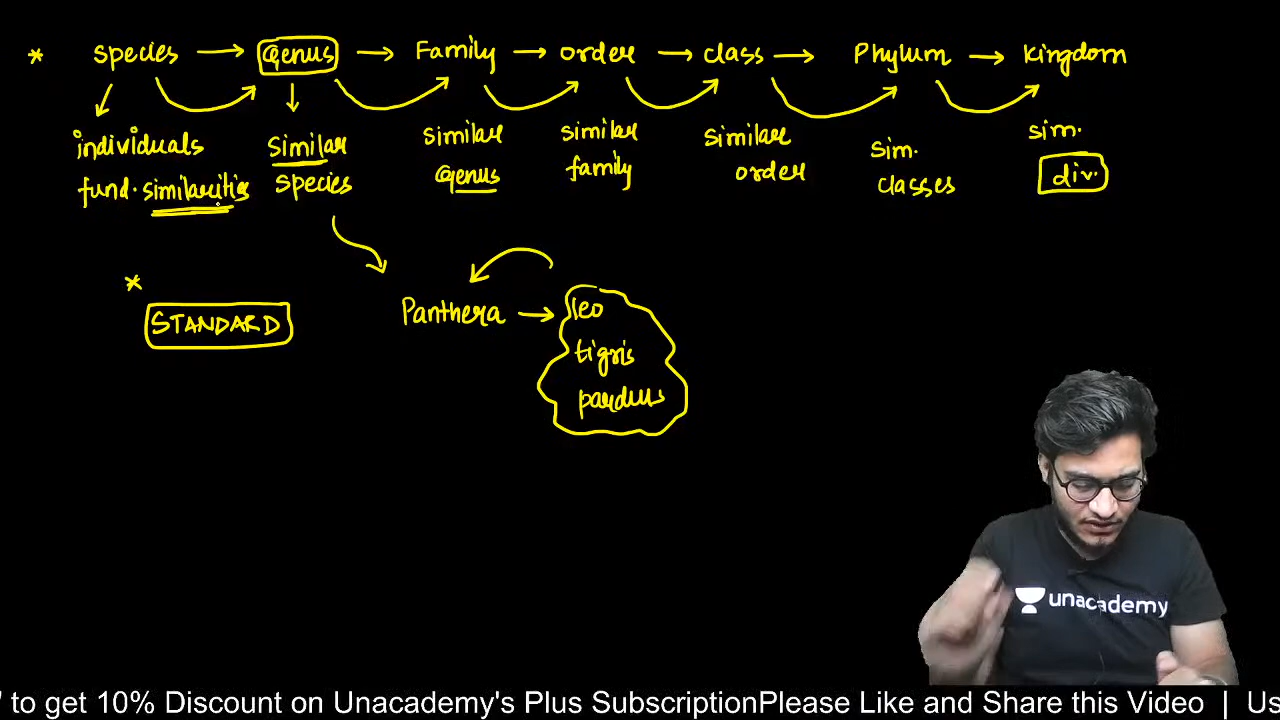 * Species → Genus → Family → order → class → Phylum → Kingdom
individuals
fund. similarities
Similar
species
similar
Genus
similar
family
similar
order
sim.
classes
sim.
div.
*
STANDARD
Panthera → leo
tigris
pardus
unacademy
to get 10% Discount on Unacademy's Plus SubscriptionPlease Like and Share this Video | Us